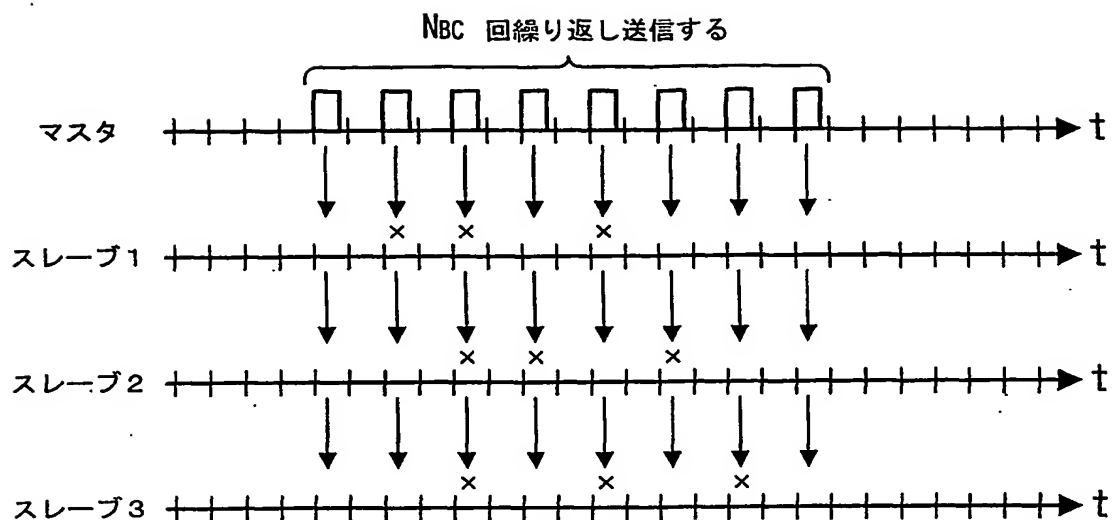 NBC 回繰り返し送信する
マスタ t
× × ×
スレーブ1 t
× × ×
スレーブ2 t
× × ×
スレーブ3 t